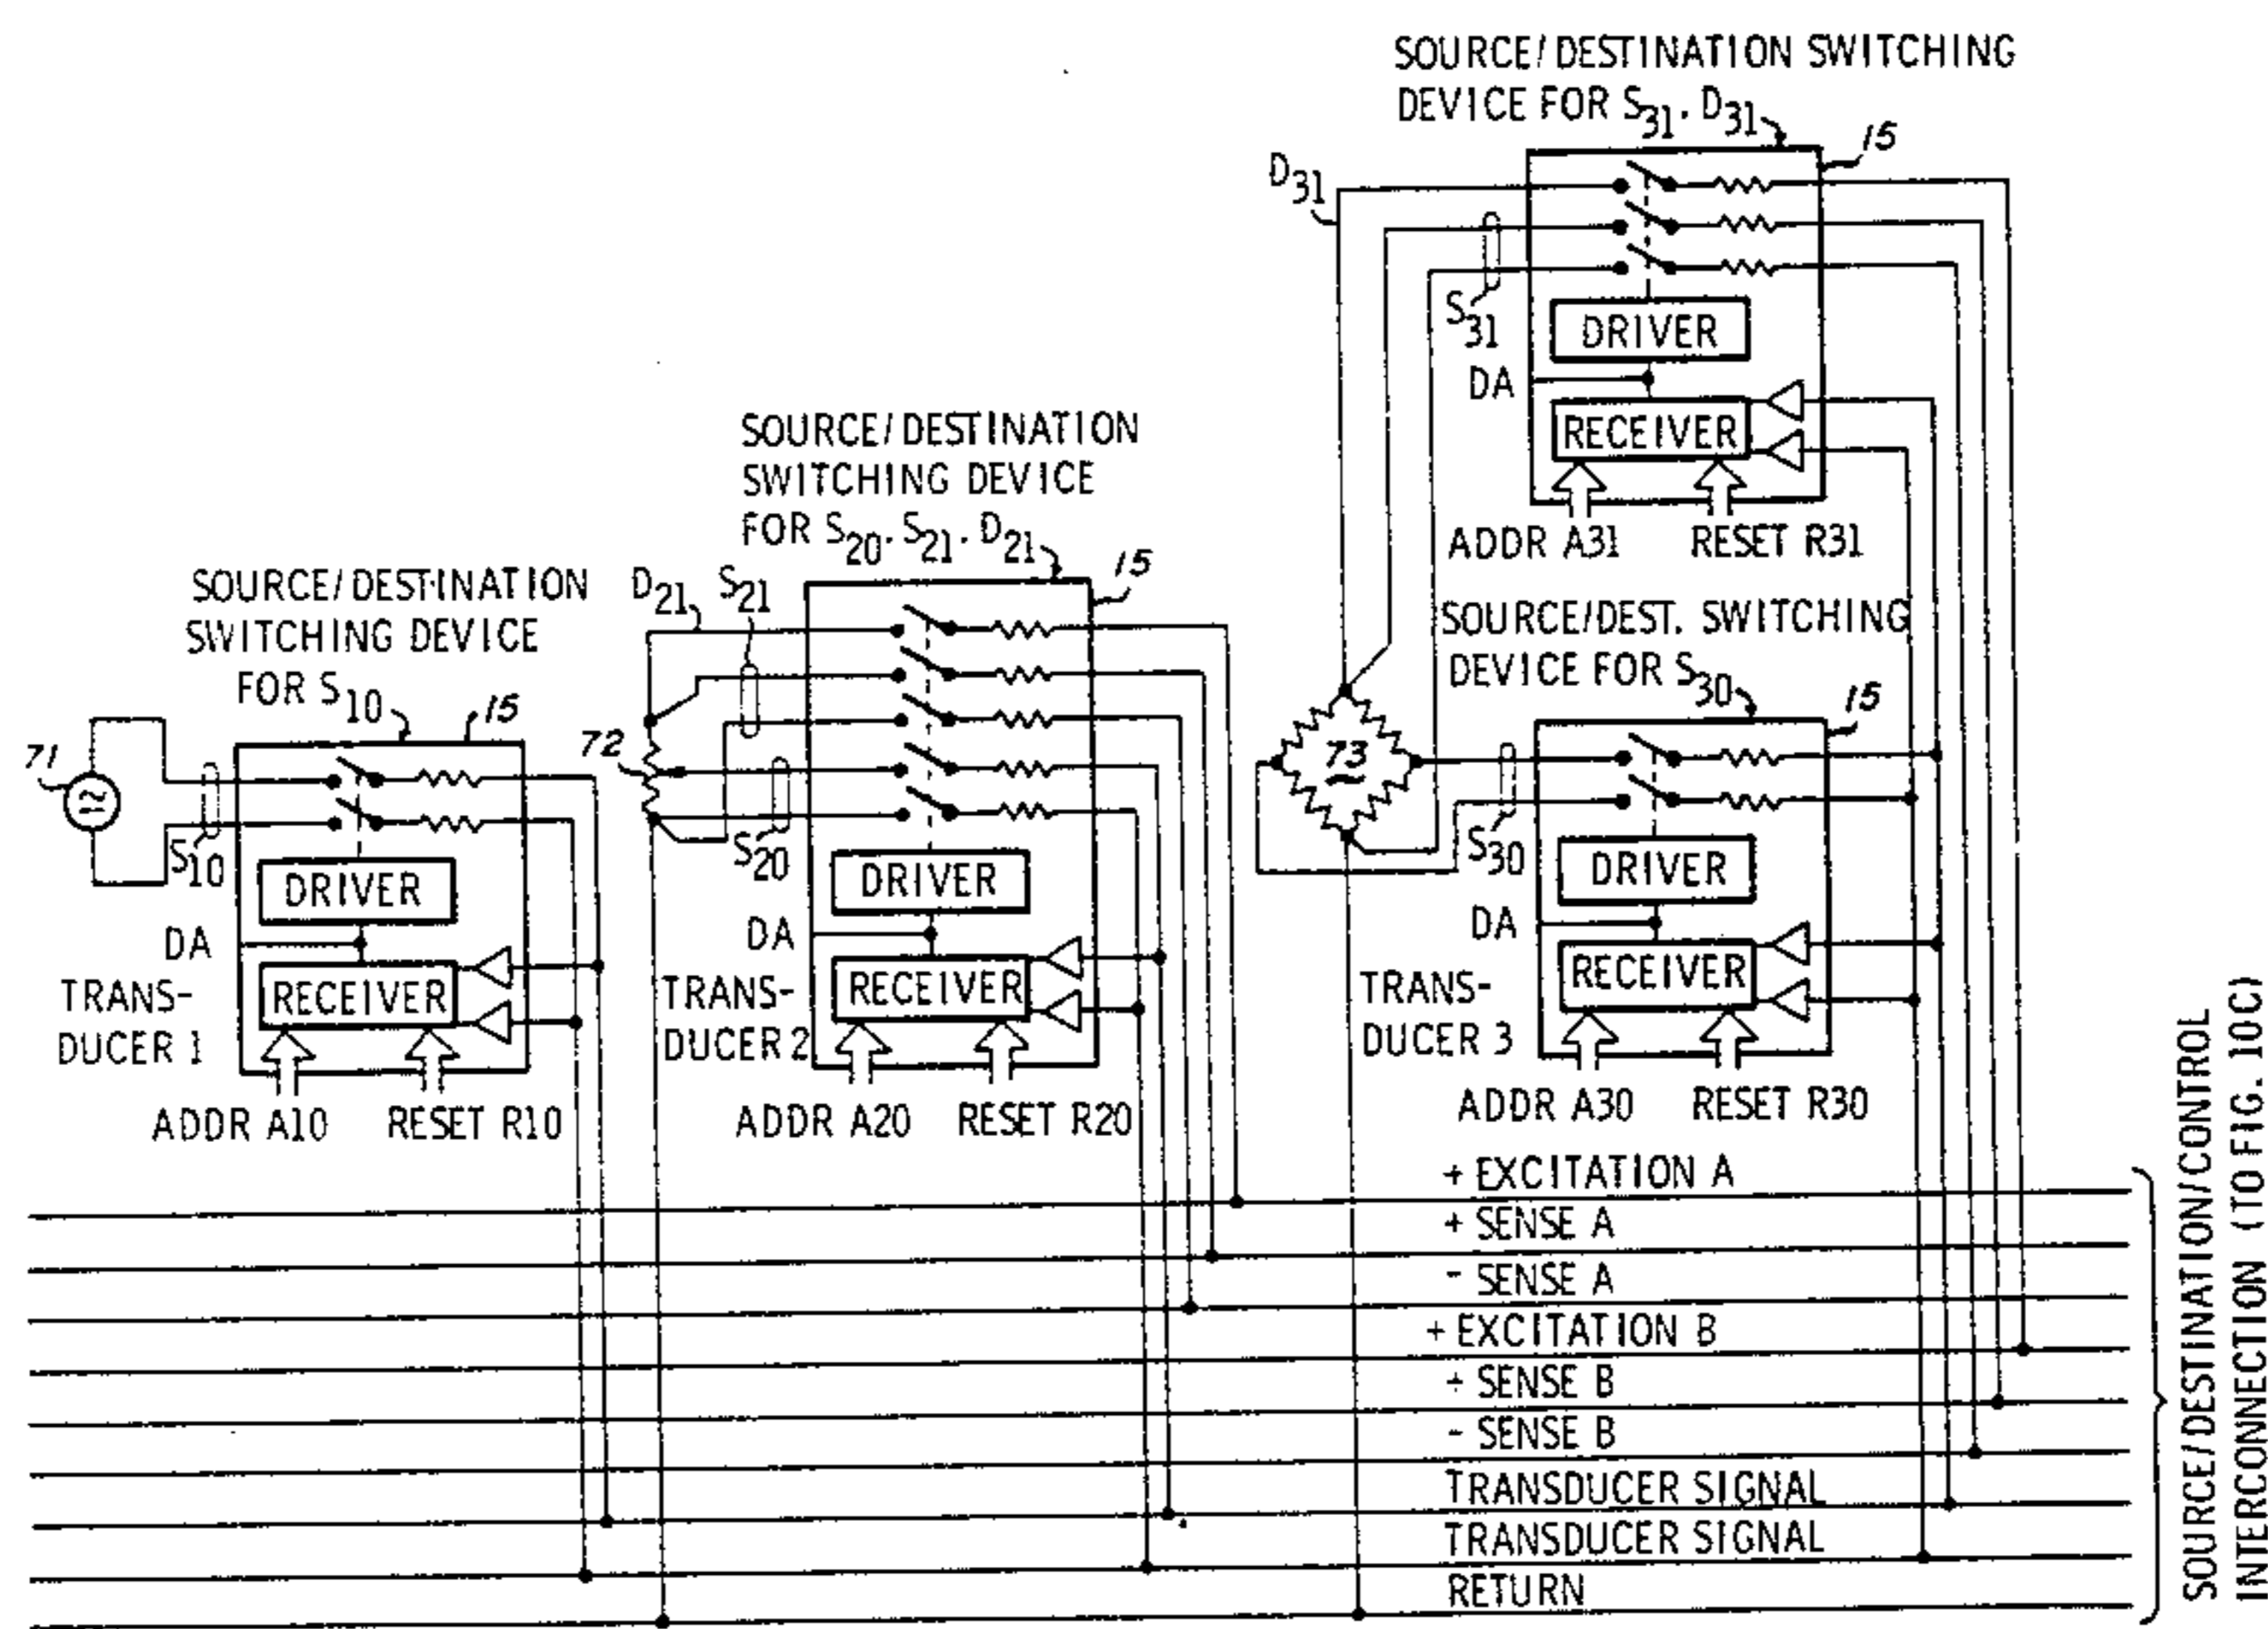 SOURCE/DESTINATION SWITCHING
DEVICE FOR S31, D31
15
D31
S31
DRIVER
DA
RECEIVER
ADDR A31
RESET R31
SOURCE/DESTINATION
SWITCHING DEVICE
FOR S20, S21, D21
15
D21
S21
72
S20
DRIVER
DA
RECEIVER
TRANS-
DUCER 2
ADDR A20
RESET R20
SOURCE/DESTINATION
SWITCHING DEVICE
FOR S10
15
71
S10
DRIVER
DA
RECEIVER
TRANS-
DUCER 1
ADDR A10
RESET R10
SOURCE/DEST. SWITCHING
DEVICE FOR S30
15
73
S30
DRIVER
DA
RECEIVER
TRANS-
DUCER 3
ADDR A30
RESET R30
+ EXCITATION A
+ SENSE A
- SENSE A
+ EXCITATION B
+ SENSE B
- SENSE B
TRANSDUCER SIGNAL
TRANSDUCER SIGNAL
RETURN
SOURCE/DESTINATION/CONTROL
INTERCONNECTION (TO FIG. 10C)